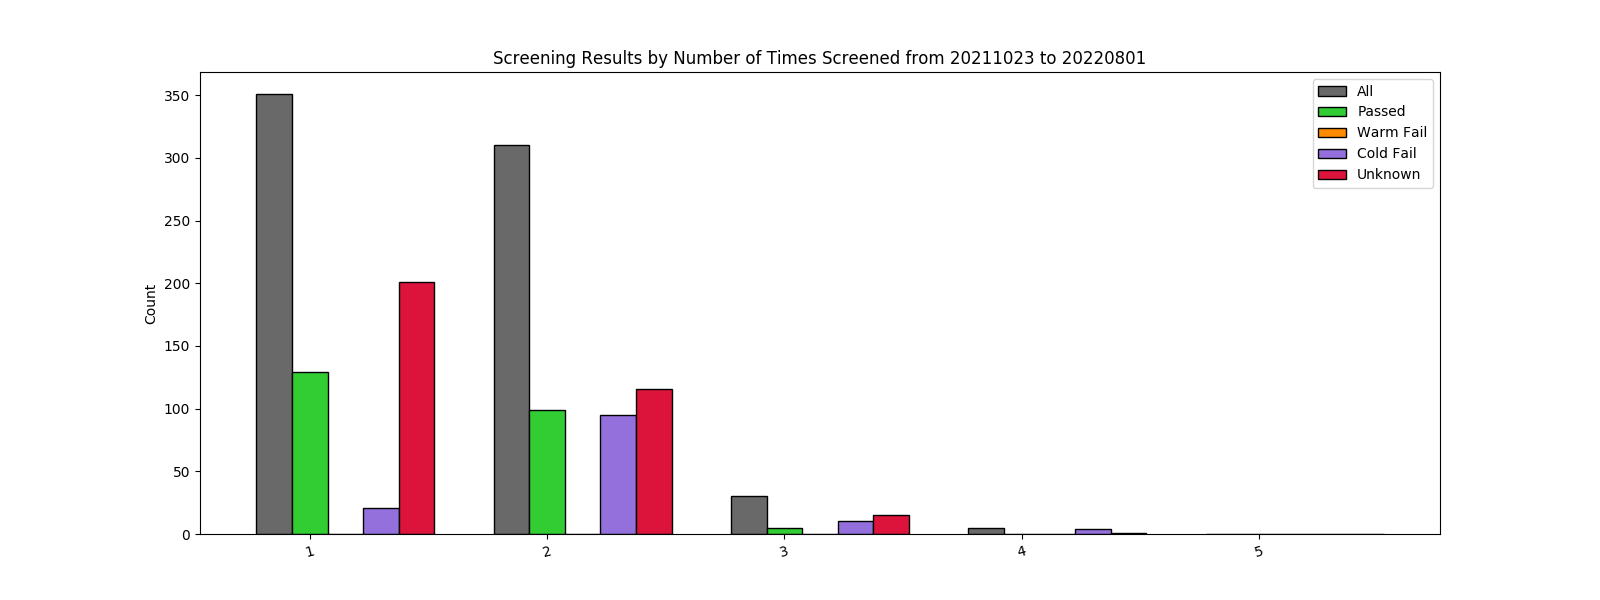 Screening Results by Number of Times Screened from 20211023 to 20220801
All
Passed
Warm Fail
Cold Fail
Unknown
Count
350
300
250
200
150
100
50
0
1 2 3 4 5